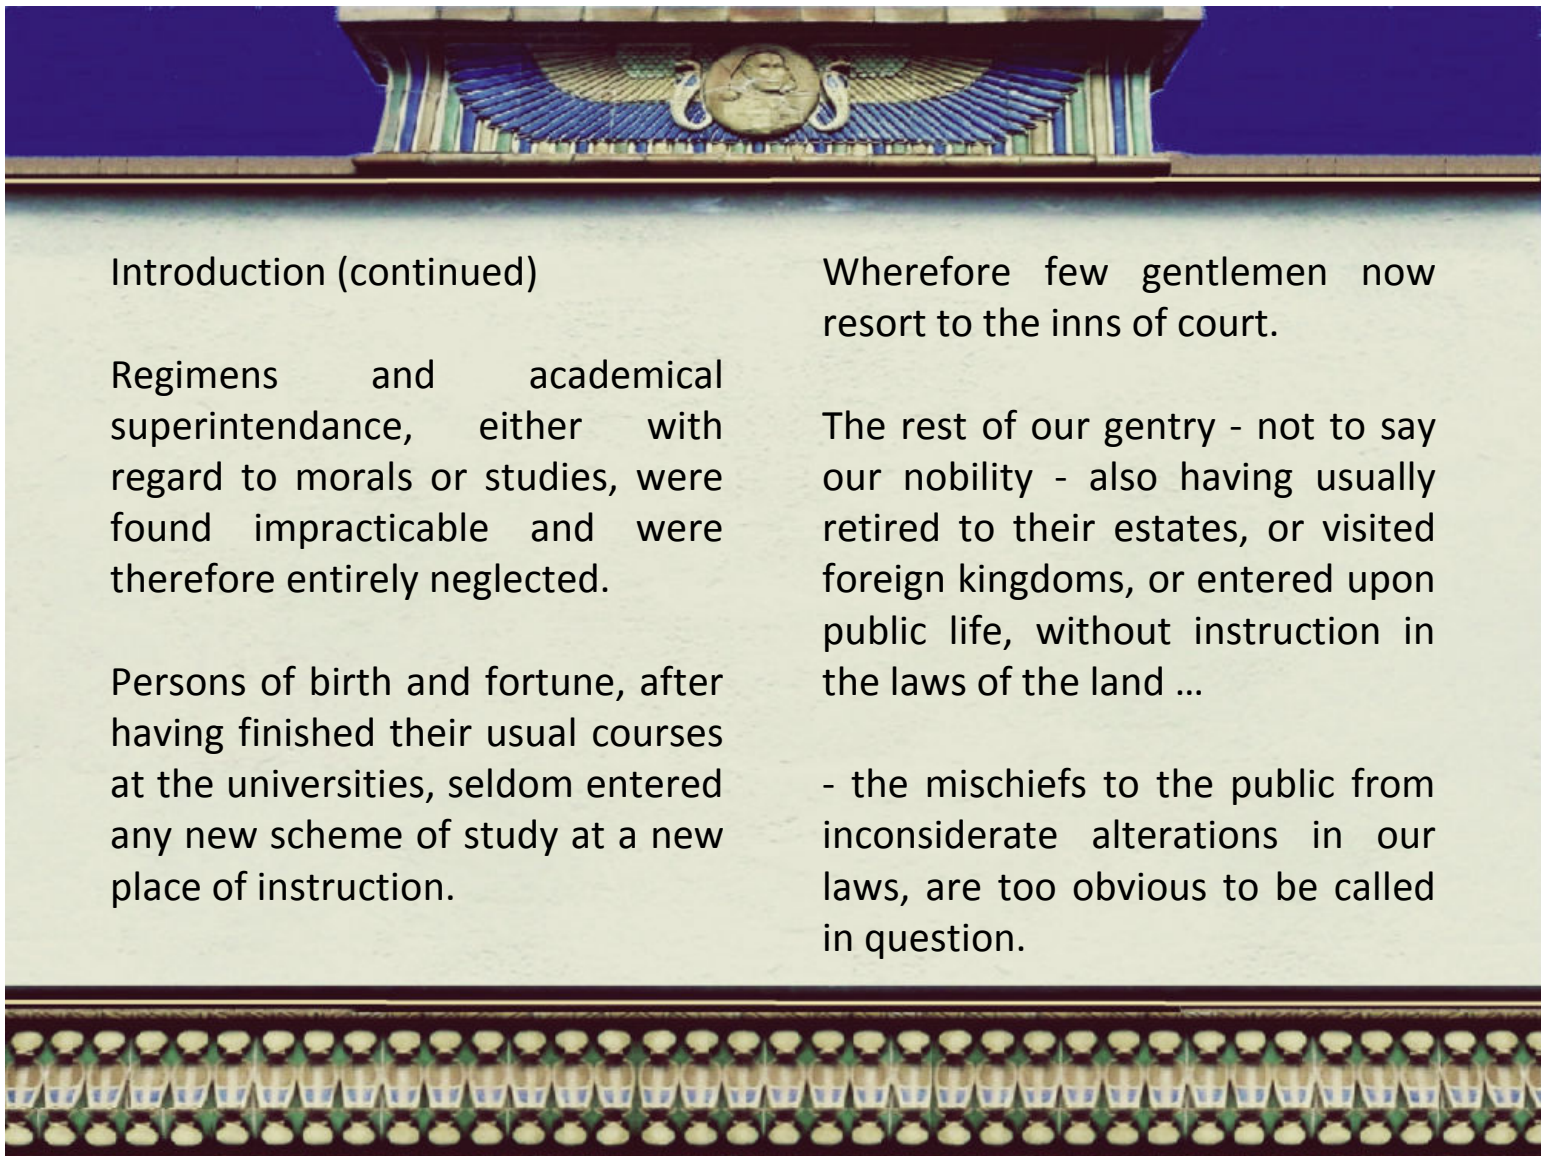 Introduction (continued)
Regimens and academical
superintendance, either with
regard to morals or studies, were
found impracticable and were
therefore entirely neglected.
Persons of birth and fortune, after
having finished their usual courses
at the universities, seldom entered
any new scheme of study at a new
place of instruction.
Wherefore few gentlemen now
resort to the inns of court.
The rest of our gentry - not to say
our nobility - also having usually
retired to their estates, or visited
foreign kingdoms, or entered upon
public life, without instruction in
the laws of the land …
- the mischiefs to the public from
inconsiderate alterations in our
laws, are too obvious to be called
in question.